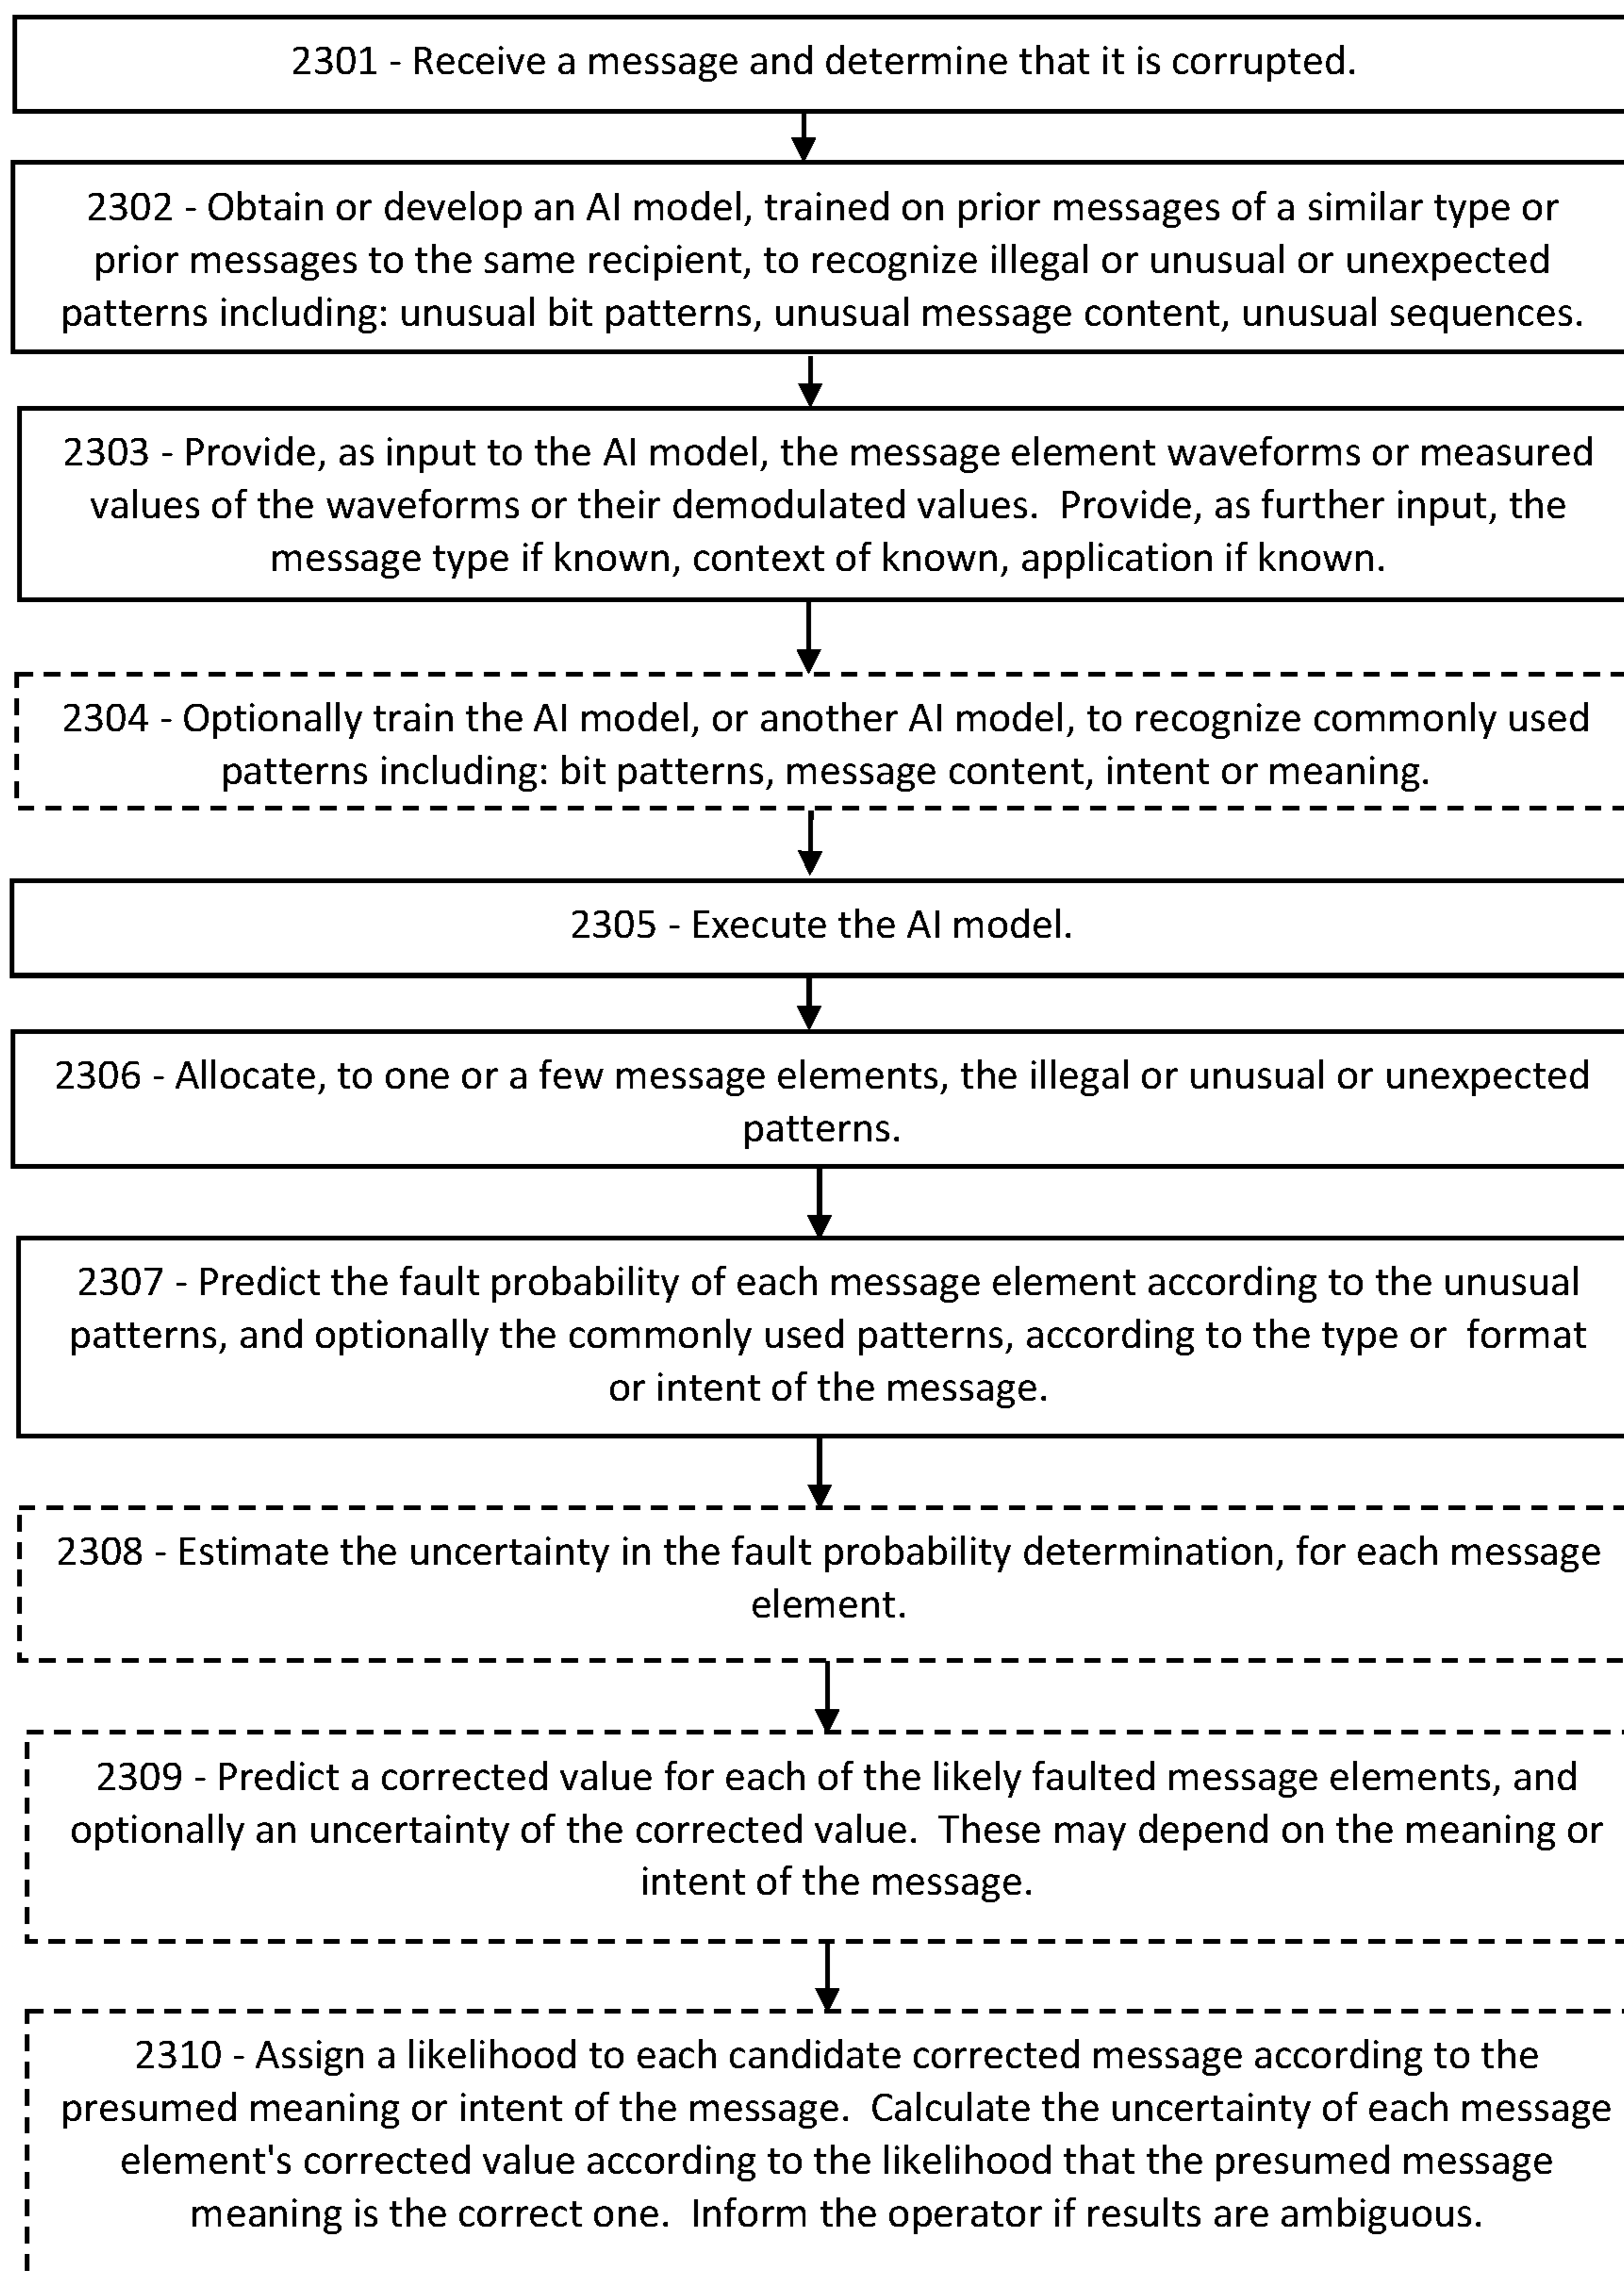 2301 - Receive a message and determine that it is corrupted.
2302 - Obtain or develop an AI model, trained on prior messages of a similar type or
prior messages to the same recipient, to recognize illegal or unusual or unexpected
patterns including: unusual bit patterns, unusual message content, unusual sequences.
2303 - Provide, as input to the AI model, the message element waveforms or measured
values of the waveforms or their demodulated values.  Provide, as further input, the
message type if known, context of known, application if known.
2304 - Optionally train the AI model, or another AI model, to recognize commonly used
patterns including: bit patterns, message content, intent or meaning.
2305 - Execute the AI model.
2306 - Allocate, to one or a few message elements, the illegal or unusual or unexpected
patterns.
2307 - Predict the fault probability of each message element according to the unusual
patterns, and optionally the commonly used patterns, according to the type or  format
or intent of the message.
2308 - Estimate the uncertainty in the fault probability determination, for each message
element.
2309 - Predict a corrected value for each of the likely faulted message elements, and
optionally an uncertainty of the corrected value.  These may depend on the meaning or
intent of the message.
2310 - Assign a likelihood to each candidate corrected message according to the
presumed meaning or intent of the message.  Calculate the uncertainty of each message
element's corrected value according to the likelihood that the presumed message
meaning is the correct one.  Inform the operator if results are ambiguous.